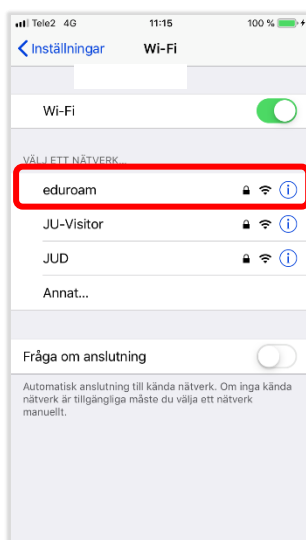 Tele2 4G 11:15 100 %
Inställningar Wi-Fi
Wi-Fi
VÄLJ ETT NÄTVERK...
eduroam
JU-Visitor
JUD
Annat...
Fråga om anslutning
Automatisk anslutning till kända nätverk. Om inga kända
nätverk är tillgängliga måste du välja ett nätverk
manuellt.